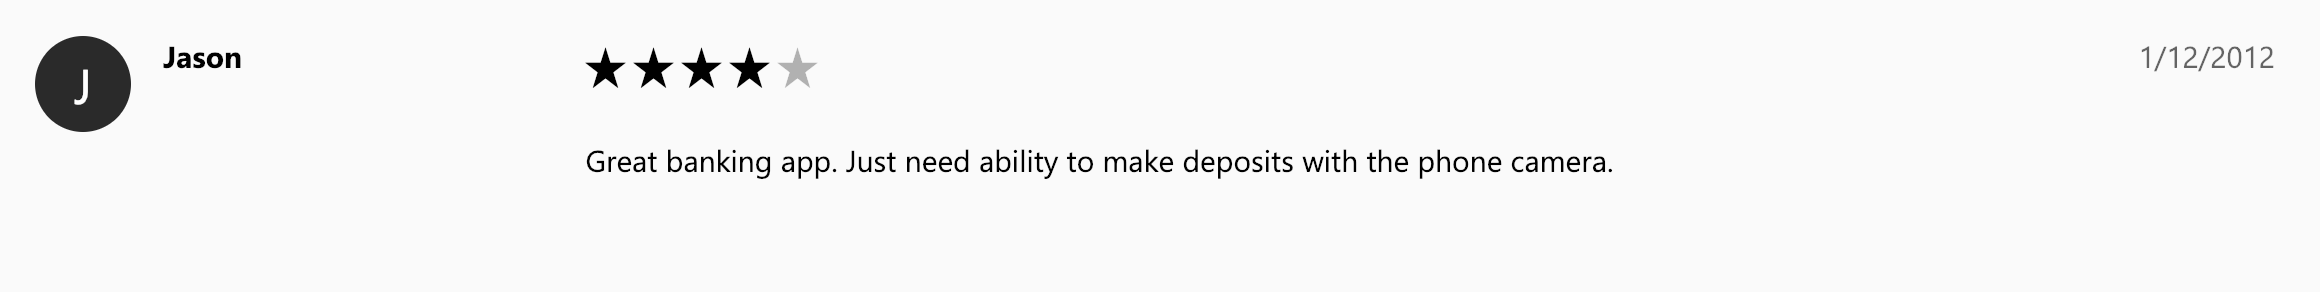 J
Jason
1/12/2012
Great banking app. Just need ability to make deposits with the phone camera.